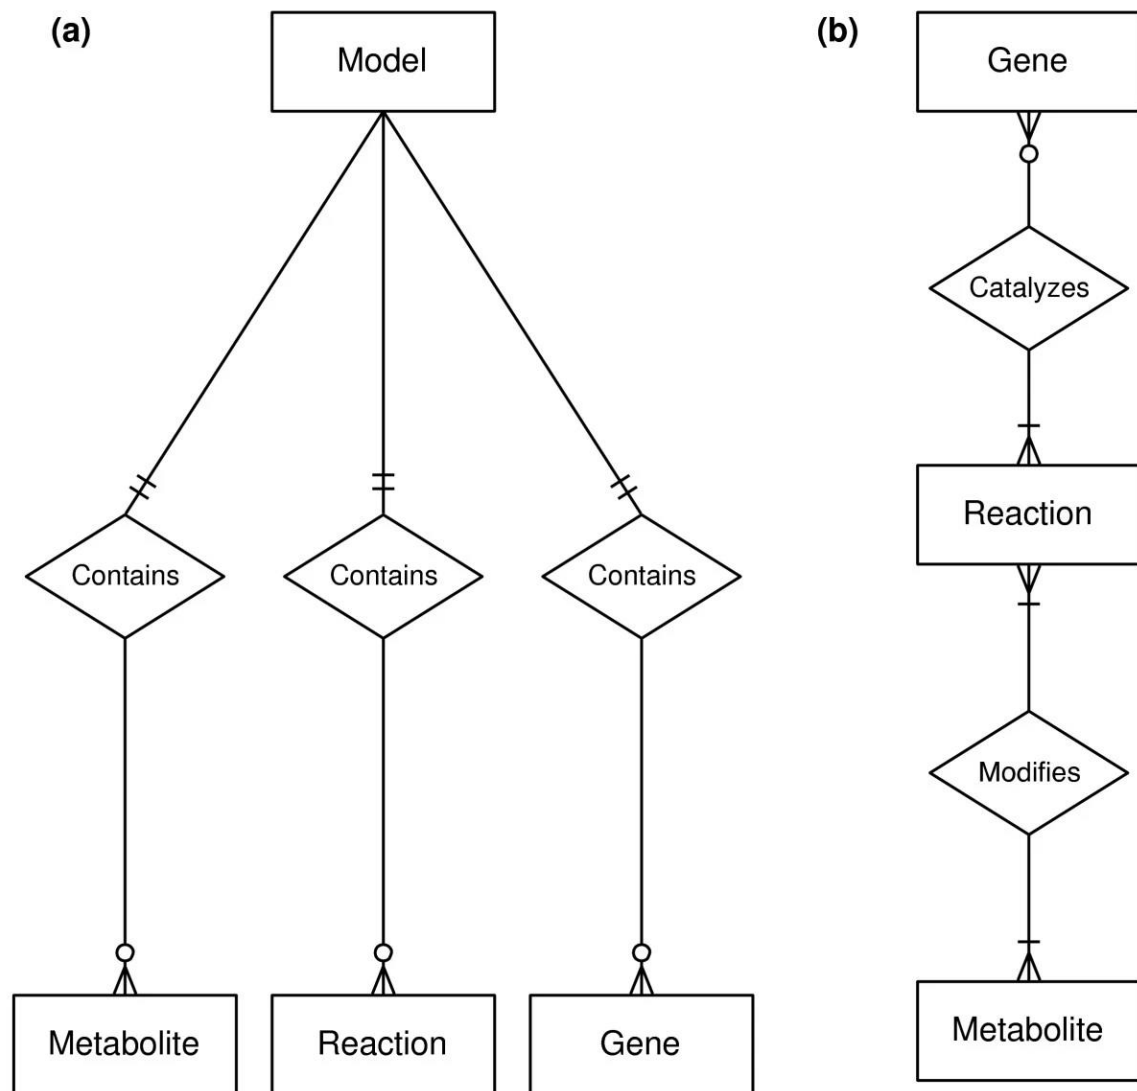 (a)
Model
Contains
Contains
Contains
Metabolite
Reaction
Gene
(b)
Gene
Catalyzes
Reaction
Modifies
Metabolite